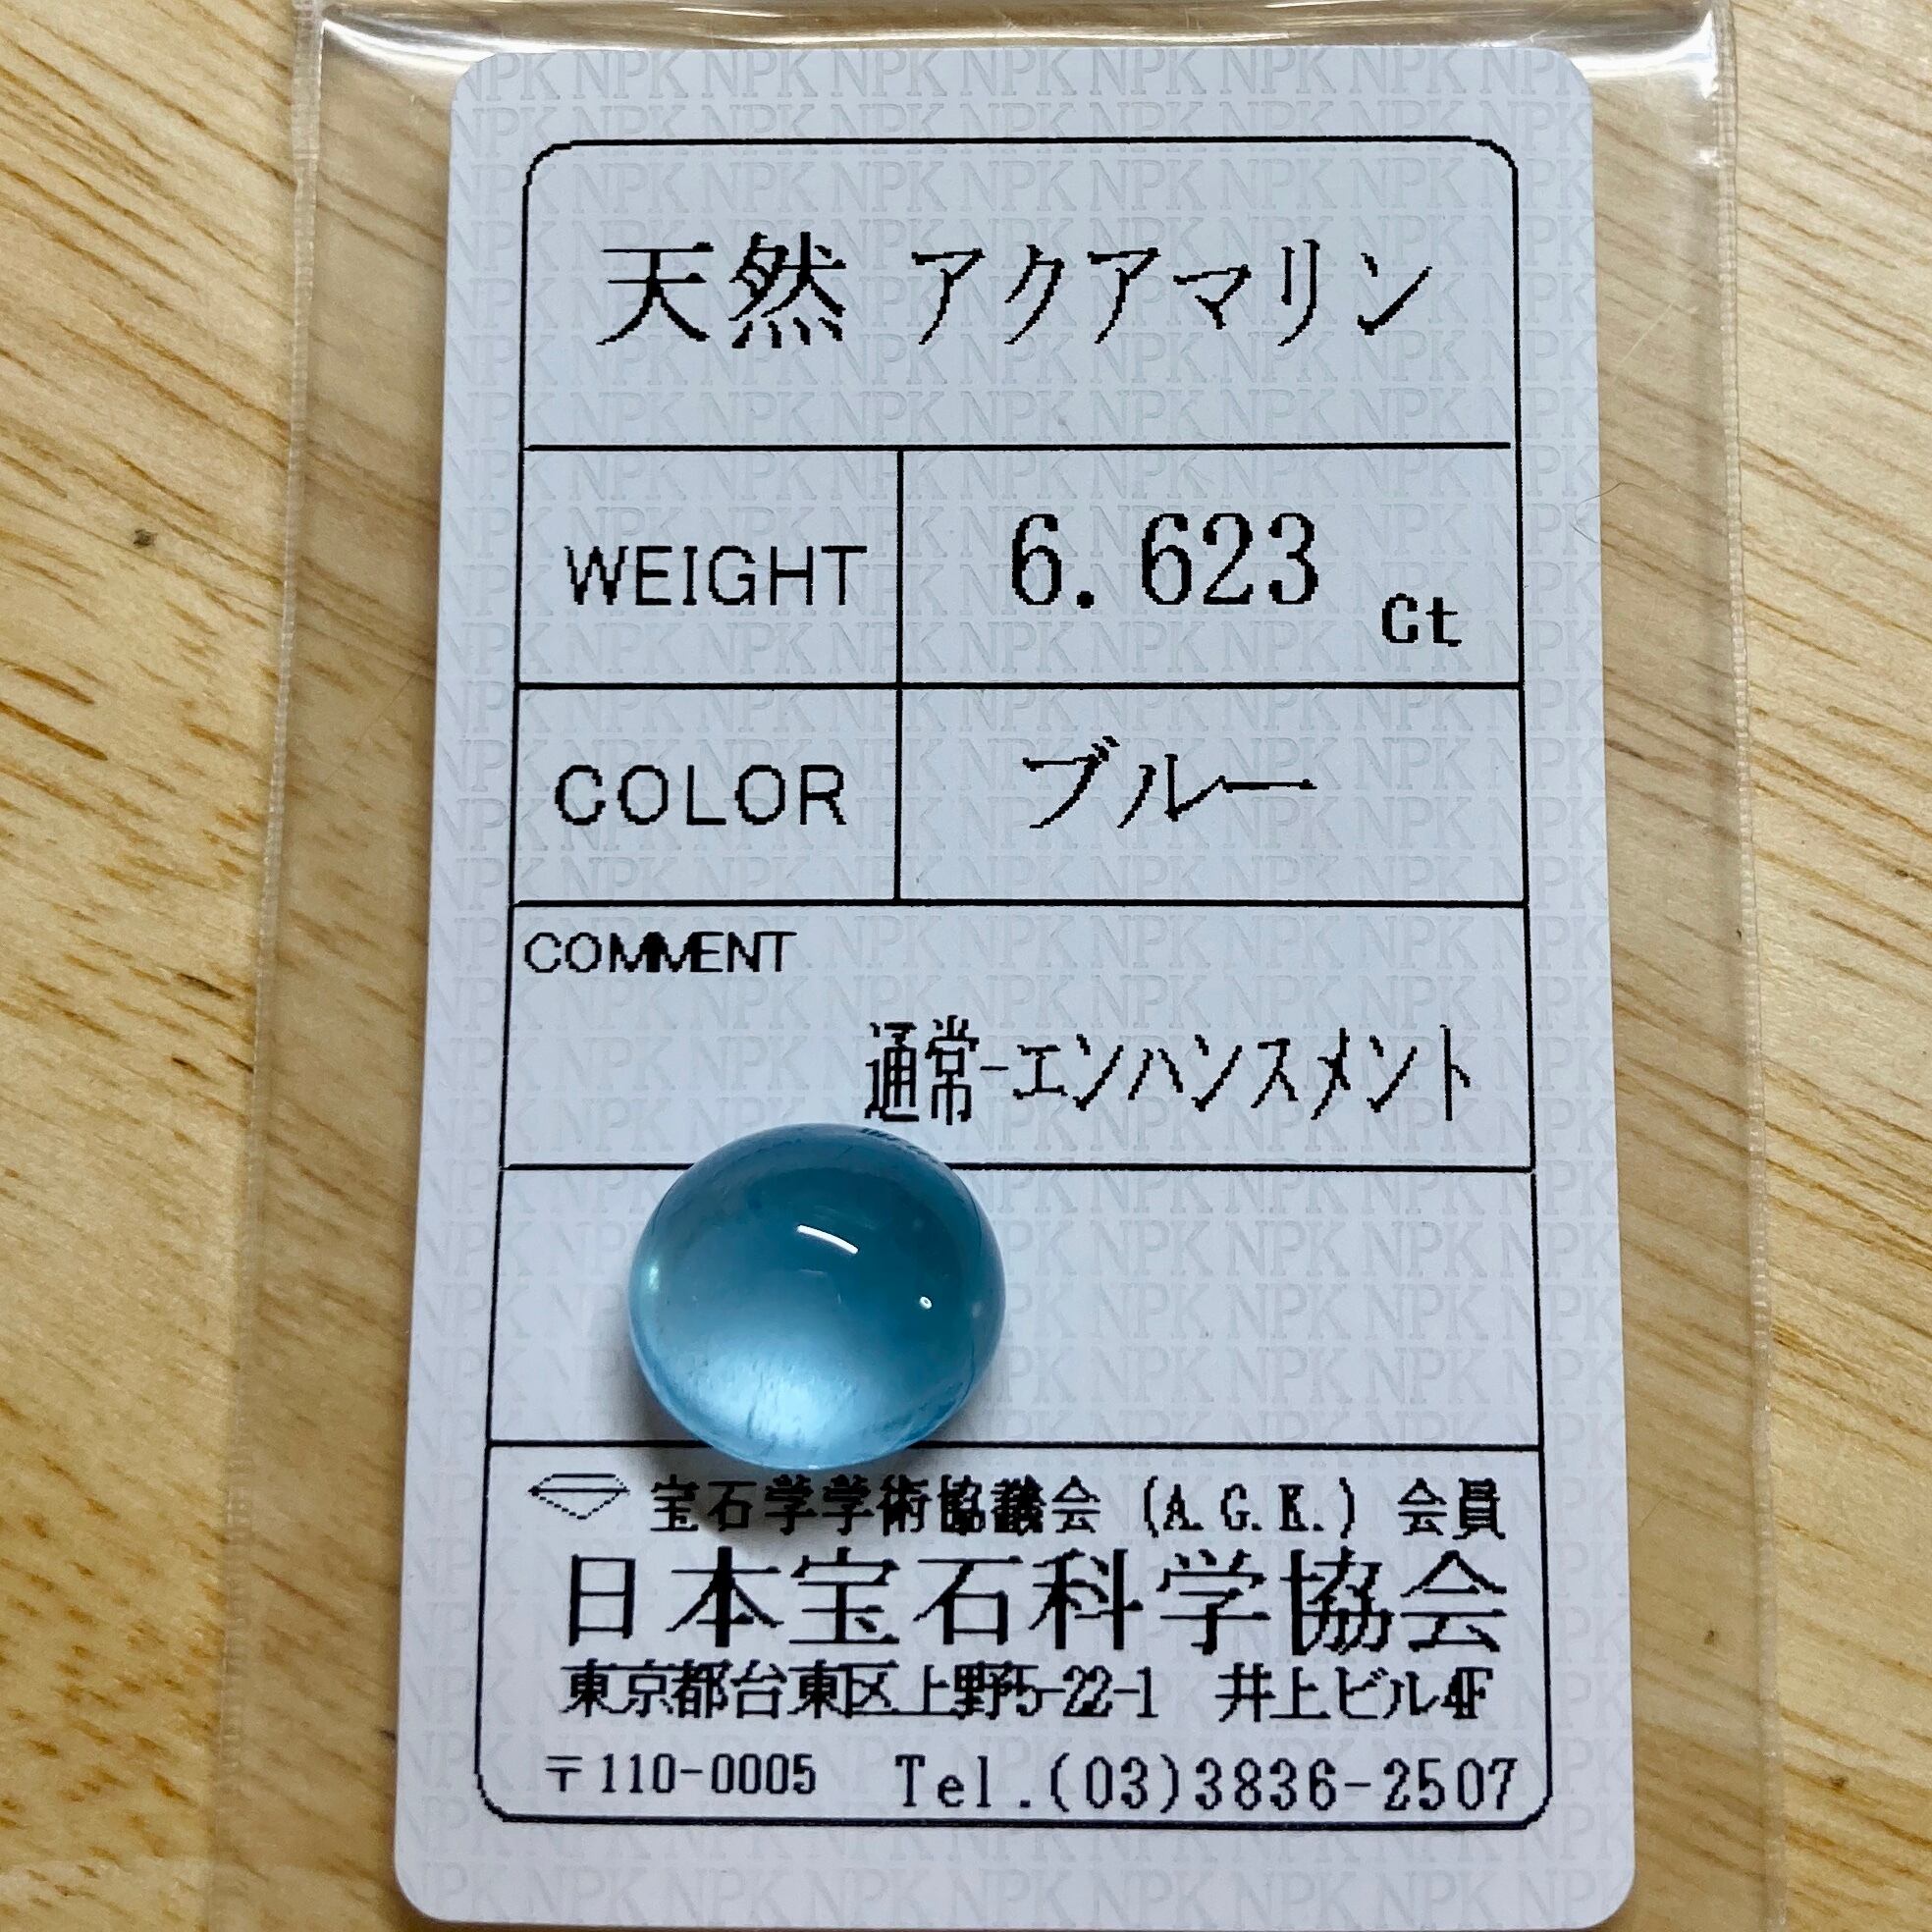 天然 アクアマリン
WEIGHT 6.623 Ct
COLOR ブルー
COMMENT
通常-エンハンスメント
宝石学学術協議会 (A.G.K.) 会員
日本宝石科学協会
東京都台東区上野5-22-1 井上ビル4F
〒110-0005 Tel.(03)3836-2507